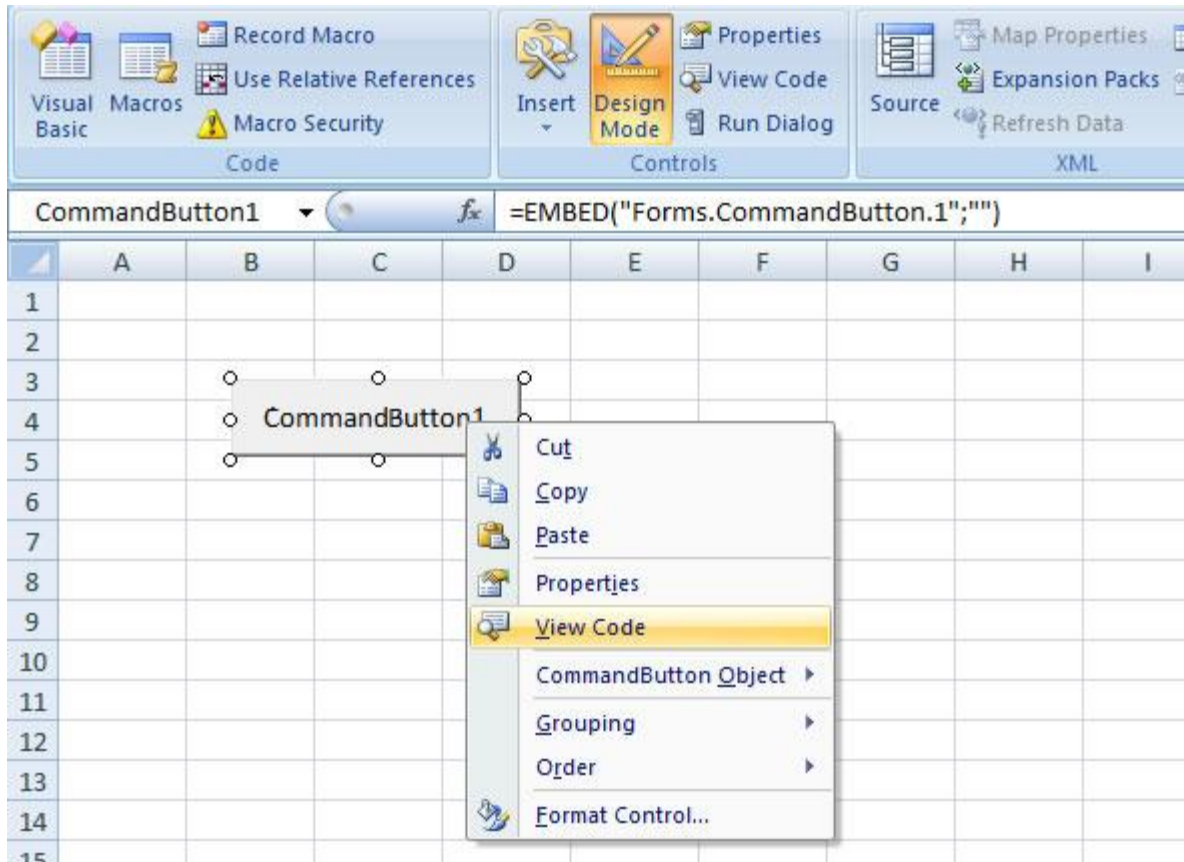 Visual Basic
Macros
Record Macro
Use Relative References
Macro Security
Code
Insert
Design Mode
Properties
View Code
Run Dialog
Controls
Source
Map Properties
Expansion Packs
Refresh Data
XML
CommandButton1
fx
=EMBED("Forms.CommandButton.1";"")
A B C D E F G H I
1
2
3
4
5
6
7
8
9
10
11
12
13
14
15
CommandButton1
Cut
Copy
Paste
Properties
View Code
CommandButton Object
Grouping
Order
Format Control...